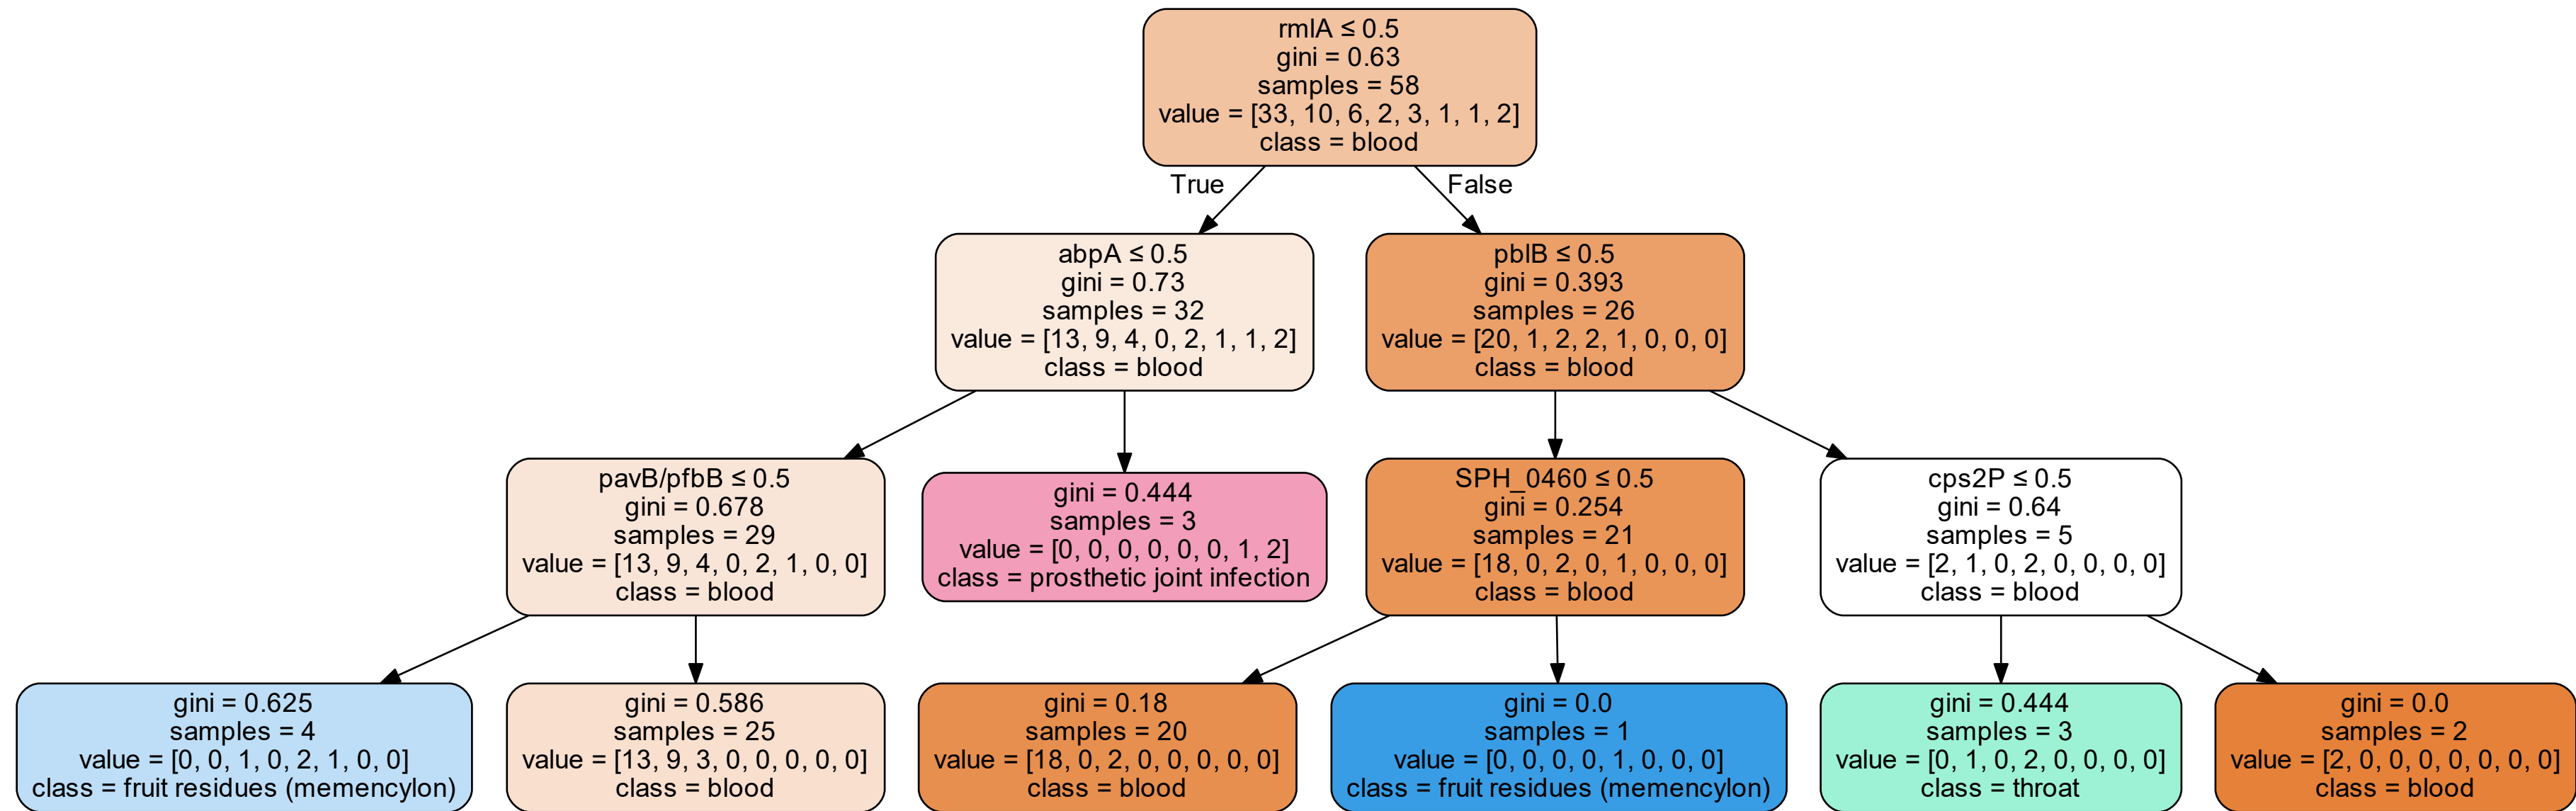 rmlA ≤ 0.5
gini = 0.63
samples = 58
value = [33, 10, 6, 2, 3, 1, 1, 2]
class = blood
True
False
abpA ≤ 0.5
gini = 0.73
samples = 32
value = [13, 9, 4, 0, 2, 1, 1, 2]
class = blood
pblB ≤ 0.5
gini = 0.393
samples = 26
value = [20, 1, 2, 2, 1, 0, 0, 0]
class = blood
pavB/pfbB ≤ 0.5
gini = 0.678
samples = 29
value = [13, 9, 4, 0, 2, 1, 0, 0]
class = blood
gini = 0.444
samples = 3
value = [0, 0, 0, 0, 0, 0, 1, 2]
class = prosthetic joint infection
SPH_0460 ≤ 0.5
gini = 0.254
samples = 21
value = [18, 0, 2, 0, 1, 0, 0, 0]
class = blood
cps2P ≤ 0.5
gini = 0.64
samples = 5
value = [2, 1, 0, 2, 0, 0, 0, 0]
class = blood
gini = 0.625
samples = 4
value = [0, 0, 1, 0, 2, 1, 0, 0]
class = fruit residues (memencylon)
gini = 0.586
samples = 25
value = [13, 9, 3, 0, 0, 0, 0, 0]
class = blood
gini = 0.18
samples = 20
value = [18, 0, 2, 0, 0, 0, 0, 0]
class = blood
gini = 0.0
samples = 1
value = [0, 0, 0, 0, 1, 0, 0, 0]
class = fruit residues (memencylon)
gini = 0.444
samples = 3
value = [0, 1, 0, 2, 0, 0, 0, 0]
class = throat
gini = 0.0
samples = 2
value = [2, 0, 0, 0, 0, 0, 0, 0]
class = blood